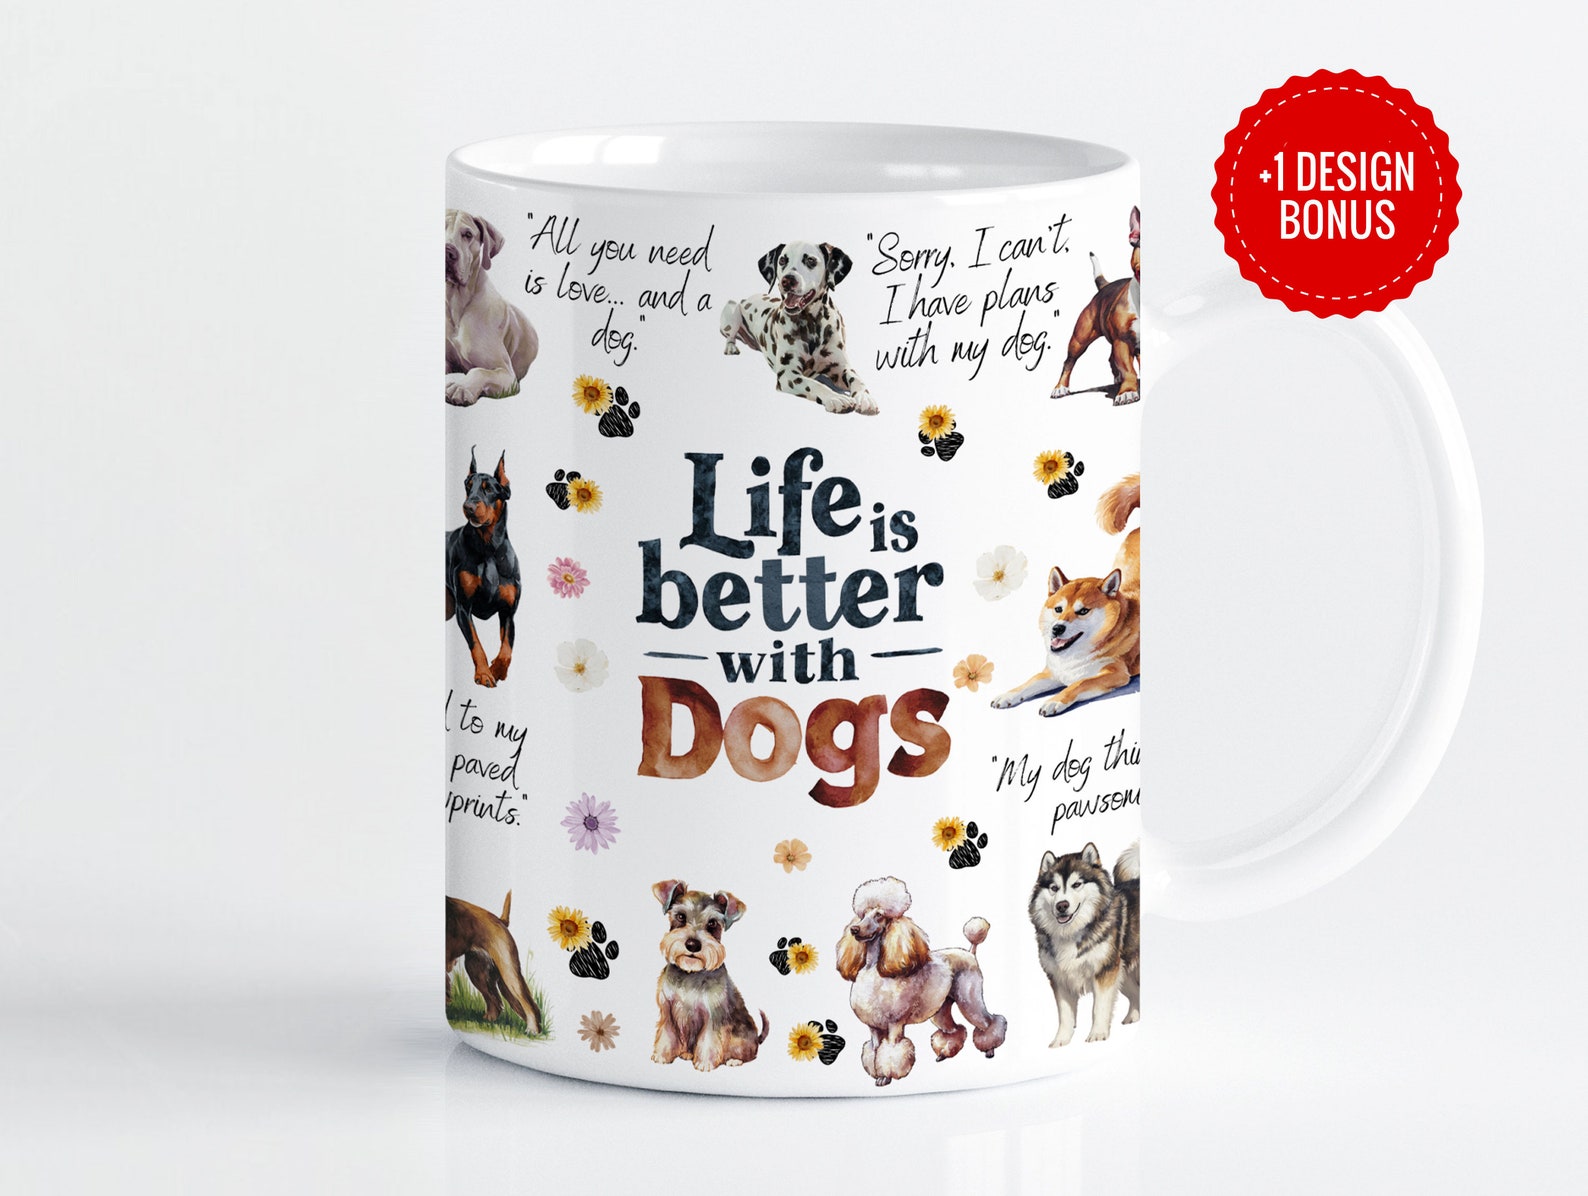 +1 DESIGN
BONUS
"All you need
is love... and a
dog."
"Sorry, I can't,
I have plans
with my dog."
Life is
better
with
Dogs
to my
paved
"My dog